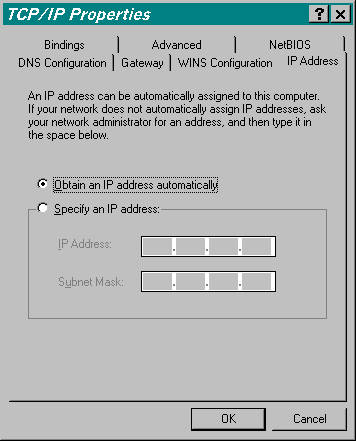 TCP/IP Properties ? X
Bindings Advanced NetBIOS
DNS Configuration Gateway WINS Configuration IP Address
An IP address can be automatically assigned to this computer.
If your network does not automatically assign IP addresses, ask
your network administrator for an address, and then type it in
the space below.
Obtain an IP address automatically
Specify an IP address:
IP Address: . . .
Subnet Mask: . . .
OK Cancel